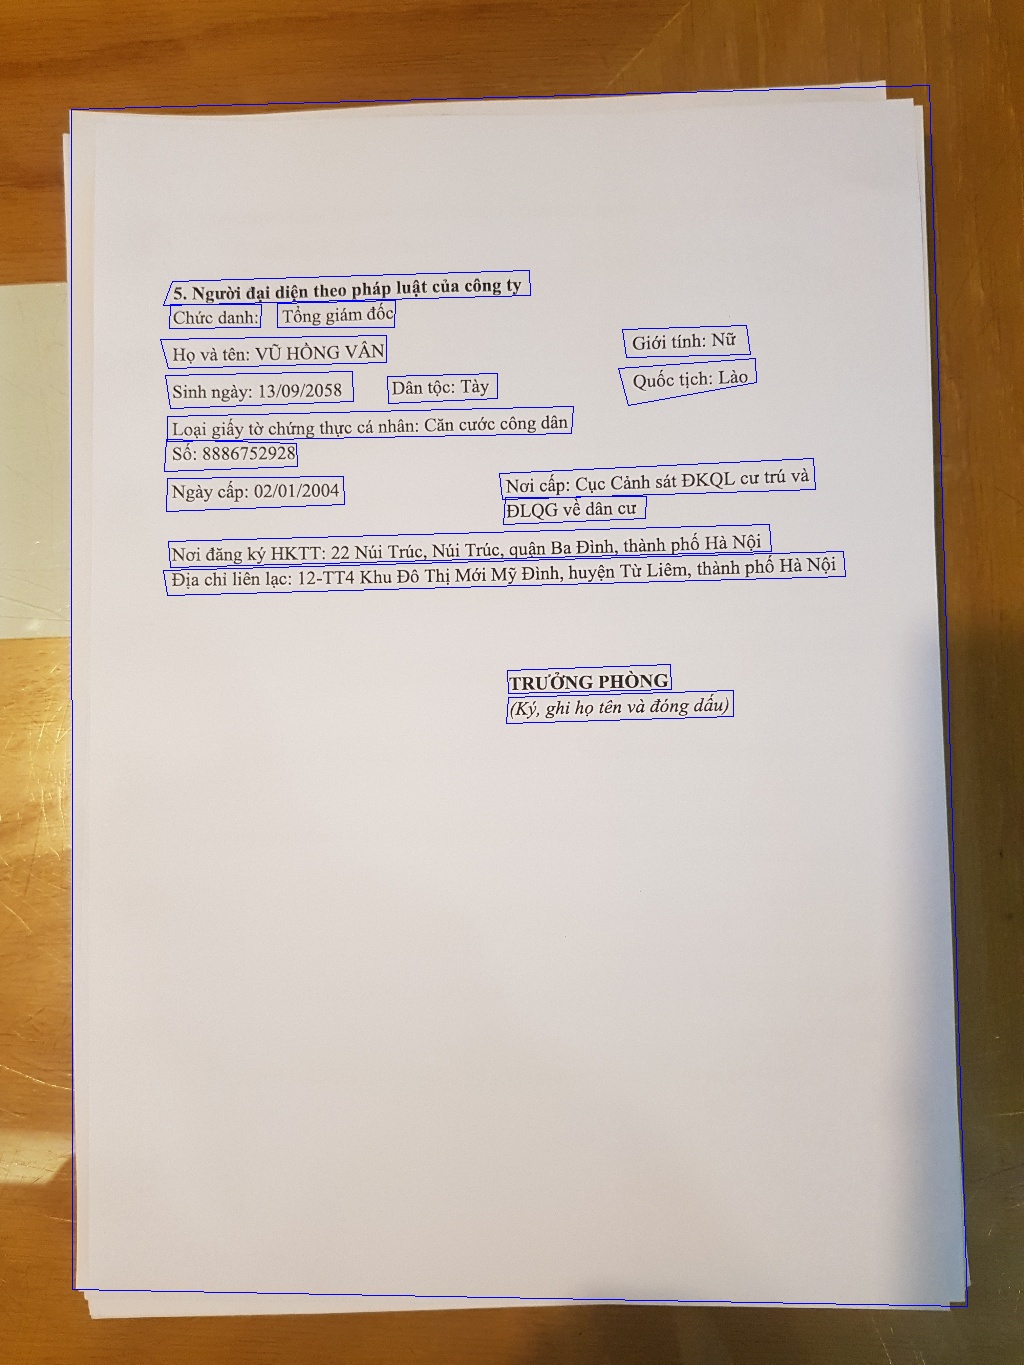 5. Người đại diện theo pháp luật của công ty
Chức danh: Tổng giám đốc
Họ và tên: VŨ HỒNG VÂN Giới tính: Nữ
Sinh ngày: 13/09/2058 Dân tộc: Tày Quốc tịch: Lào
Loại giấy tờ chứng thực cá nhân: Căn cước công dân
Số: 8886752928
Ngày cấp: 02/01/2004 Nơi cấp: Cục Cảnh sát ĐKQL cư trú và
ĐLQG về dân cư
Nơi đăng ký HKTT: 22 Núi Trúc, Núi Trúc, quận Ba Đình, thành phố Hà Nội
Địa chỉ liên lạc: 12-TT4 Khu Đô Thị Mới Mỹ Đình, huyện Từ Liêm, thành phố Hà Nội
TRƯỞNG PHÒNG
(Ký, ghi họ tên và đóng dấu)